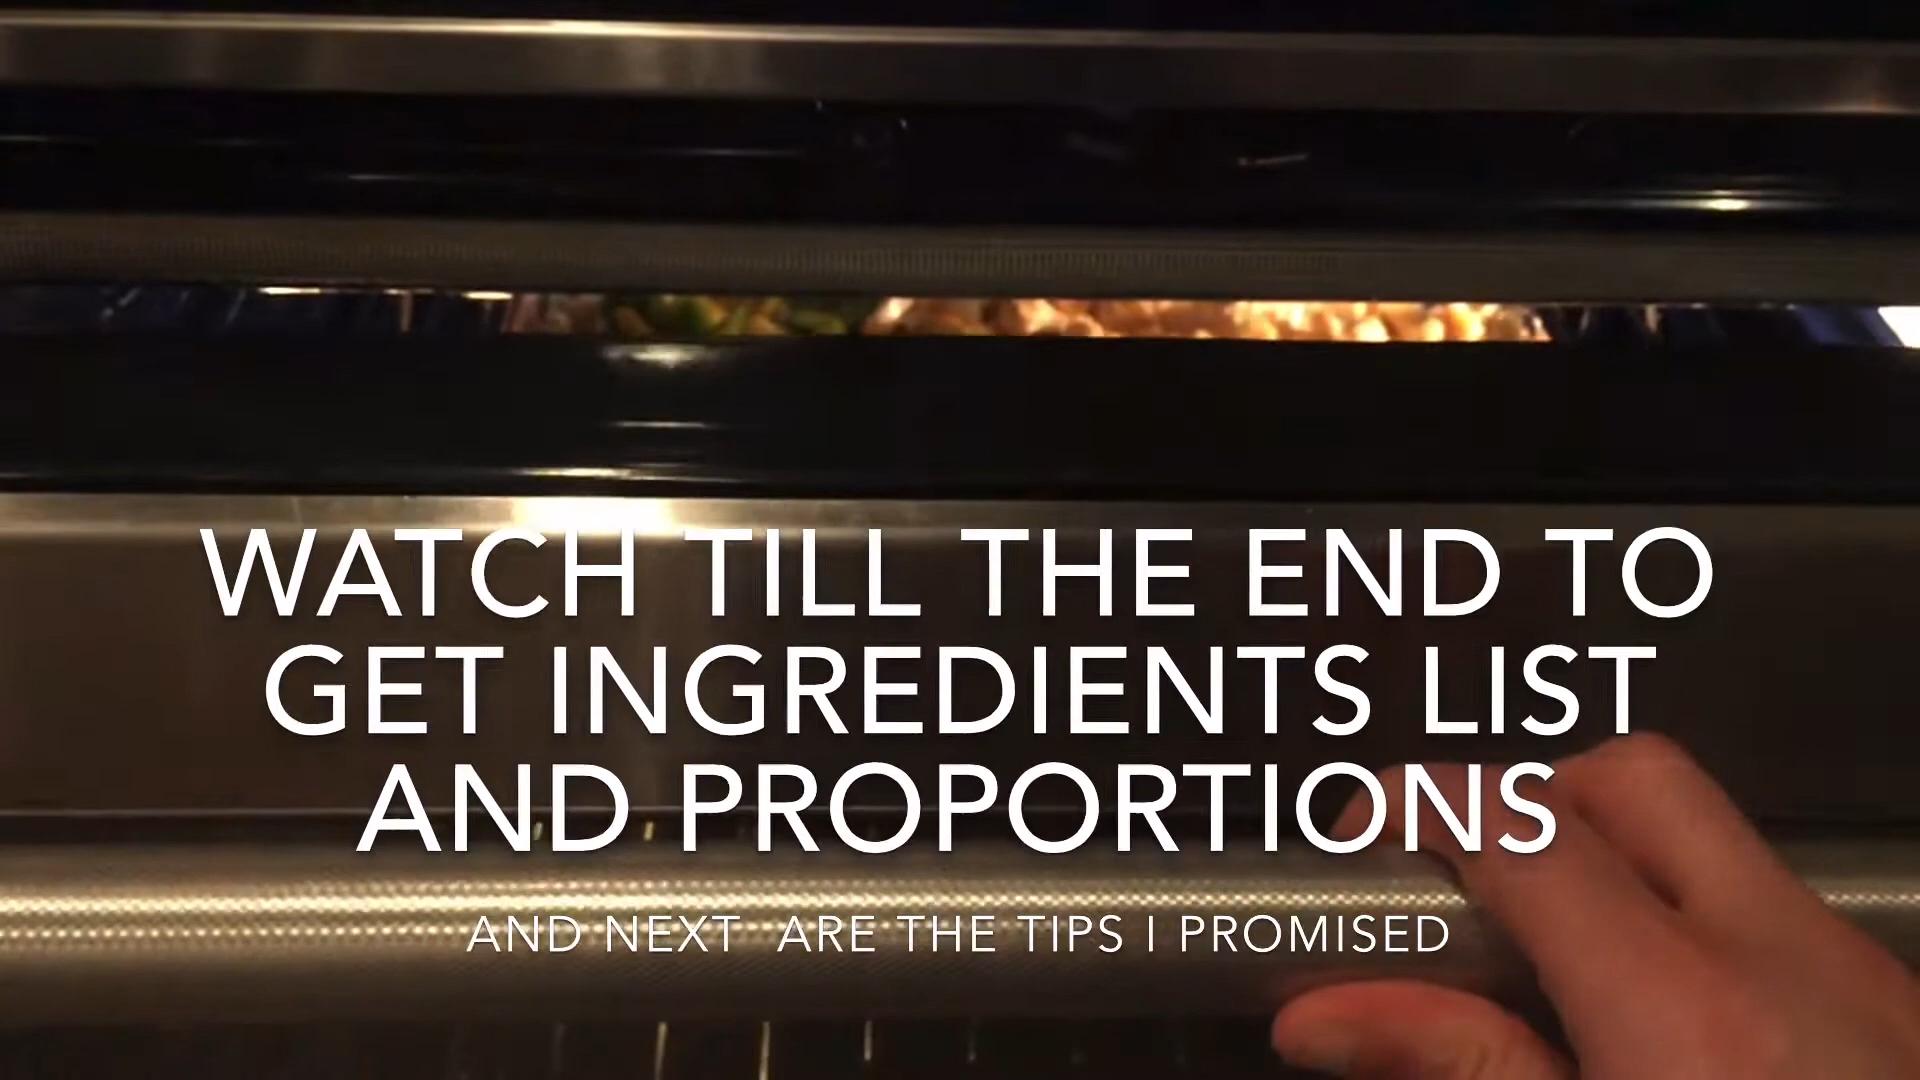 WATCH TILL THE END TO
GET INGREDIENTS LIST
AND PROPORTIONS
AND NEXT ARE THE TIPS I PROMISED